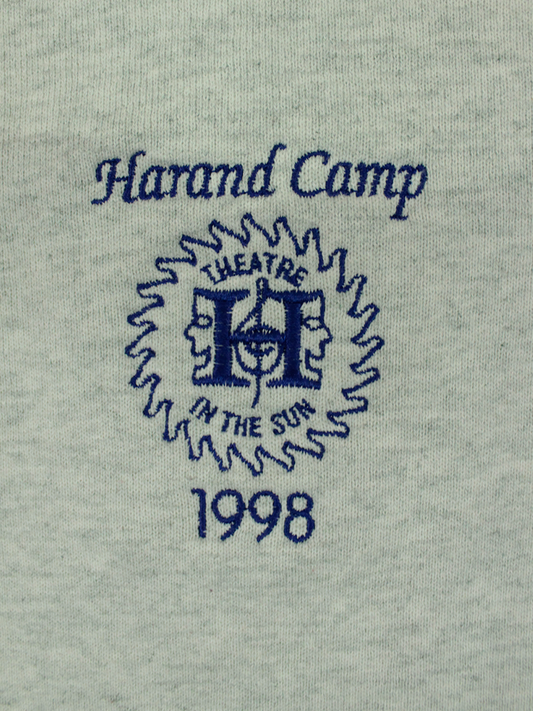 Harand Camp
THEATRE
H
IN THE SUN
1998